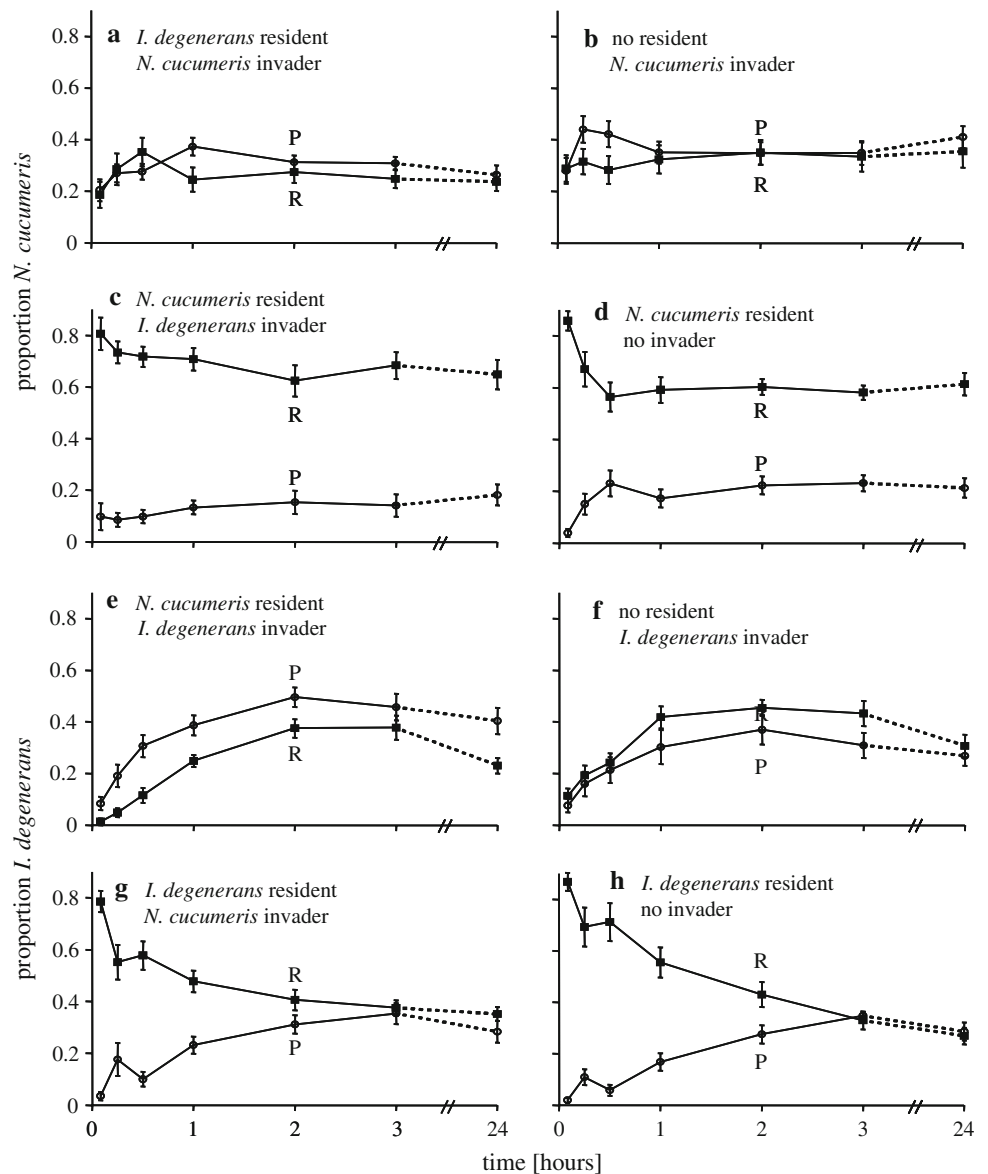 a I. degenerans resident
N. cucumeris invader
b no resident
N. cucumeris invader
0.8
0.6
0.4
0.2
0
P
R
P
R
proportion N. cucumeris
c N. cucumeris resident
I. degenerans invader
d N. cucumeris resident
no invader
0.8
0.6
0.4
0.2
0
R
P
R
P
e N. cucumeris resident
I. degenerans invader
f no resident
I. degenerans invader
0.8
0.6
0.4
0.2
0
P
R
R
P
proportion I. degenerans
g I. degenerans resident
N. cucumeris invader
h I. degenerans resident
no invader
0.8
0.6
0.4
0.2
0
R
P
R
P
0 1 2 3 24
0 1 2 3 24
time [hours]